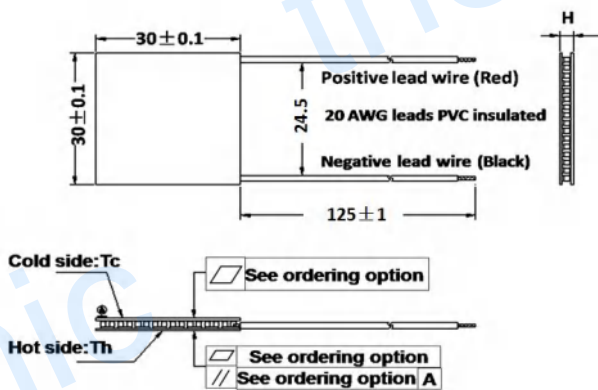 30±0.1
H
Positive lead wire (Red)
30±0.1
24.5
20 AWG leads PVC insulated
Negative lead wire (Black)
125±1
Cold side:Tc
See ordering option
Hot side:Th
See ordering option
// See ordering option A